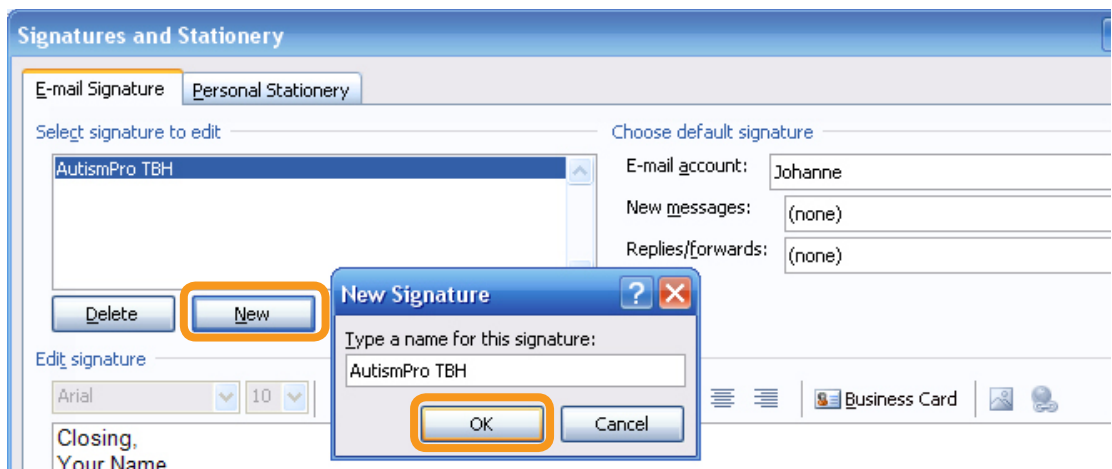 Signatures and Stationery
E-mail Signature
Personal Stationery
Select signature to edit
AutismPro TBH
Delete
New
Choose default signature
E-mail account:
Johanne
New messages:
(none)
Replies/forwards:
(none)
New Signature
?
Type a name for this signature:
AutismPro TBH
OK
Cancel
Edit signature
Arial
10
Business Card
Closing,
Your Name